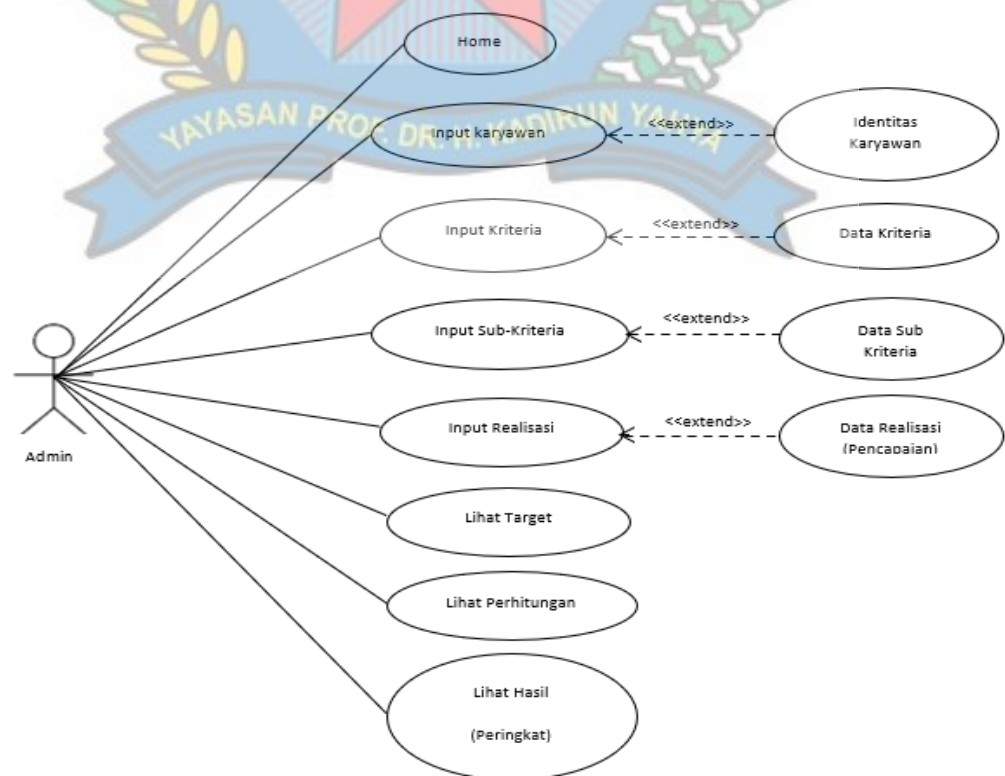 Home
YAYASAN PROF. DR. H. KADIRUN YAHYA
Input karyawan
<<extend>>
Identitas
Karyawan
Input Kriteria
<<extend>>
Data Kriteria
Input Sub-Kriteria
<<extend>>
Data Sub
Kriteria
Input Realisasi
<<extend>>
Data Realisasi
(Pencapaian)
Admin
Lihat Target
Lihat Perhitungan
Lihat Hasil
(Peringkat)